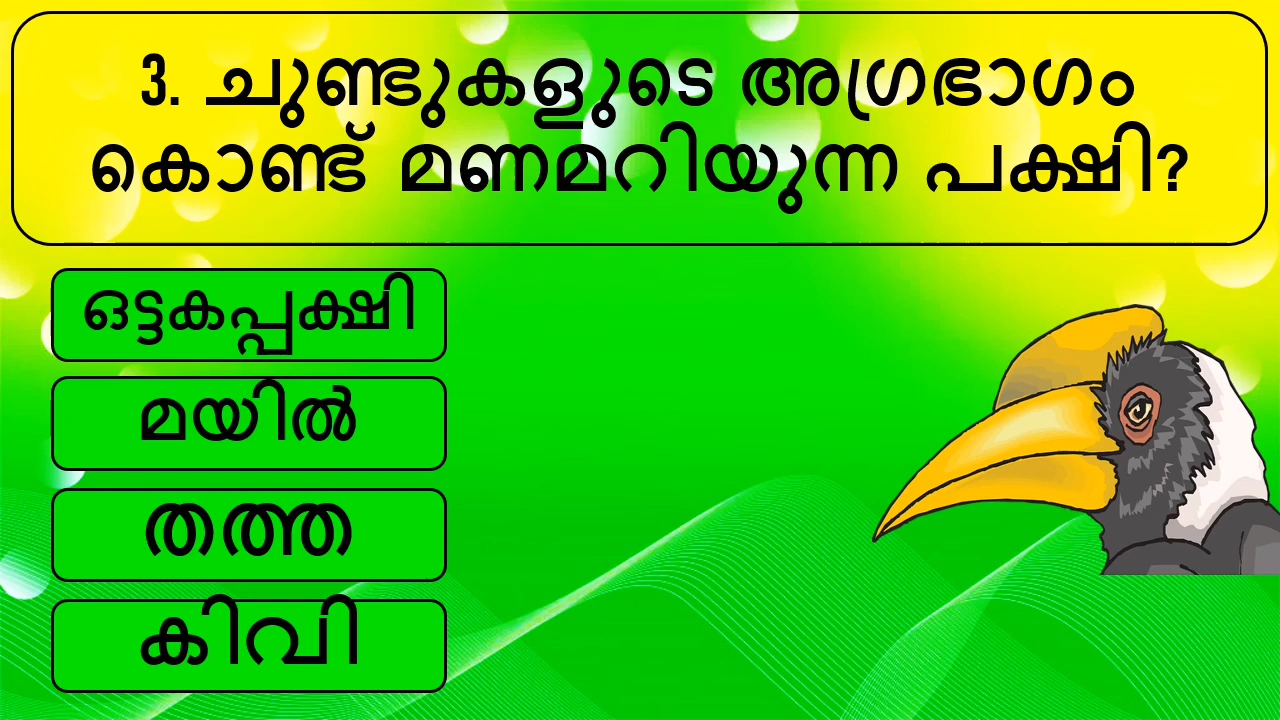 3. ചുണ്ടുകളുടെ അഗ്രഭാഗം
കൊണ്ട് മണമറിയുന്ന പക്ഷി?
ഒട്ടകപ്പക്ഷി
മയിൽ
തത്ത
കിവി